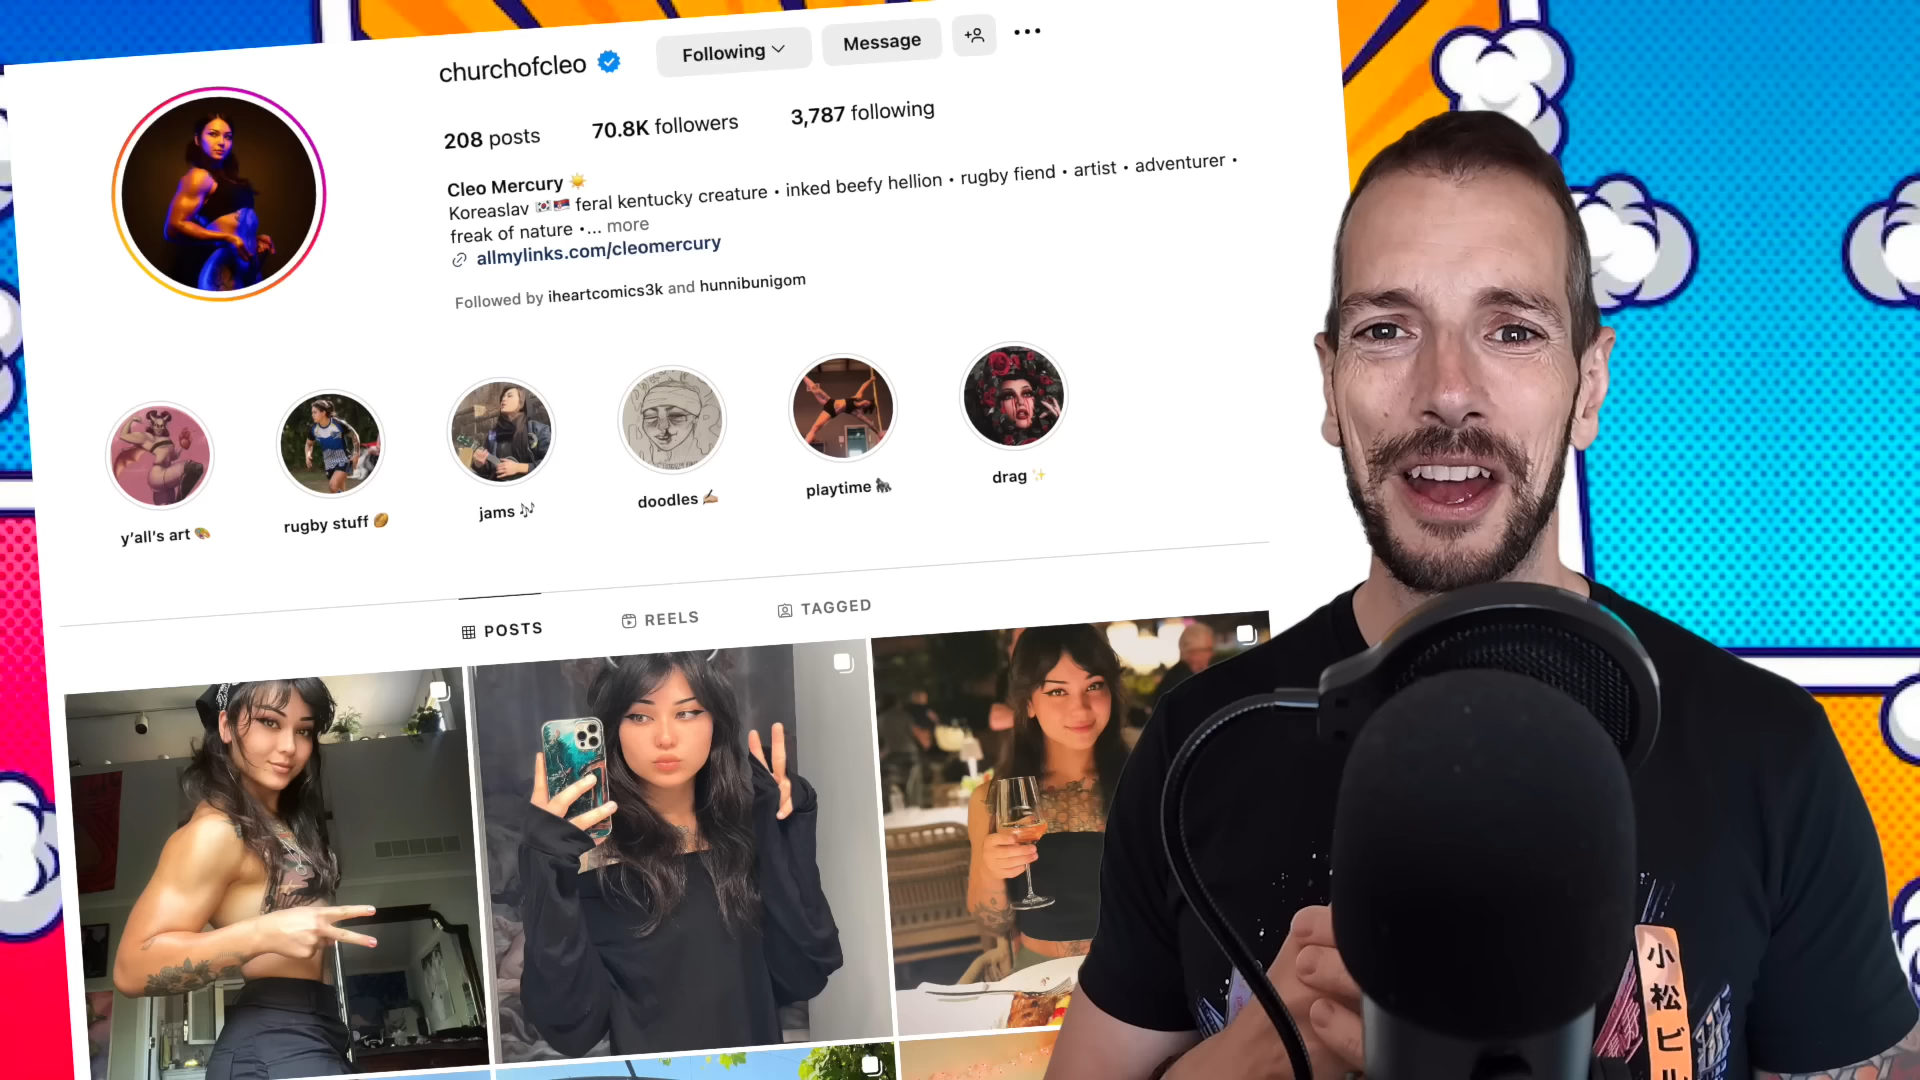 churchofcleo
Following
Message
208 posts
70.8K followers
3,787 following
Cleo Mercury ☀️
Koreaslav 🇰🇷🇷🇸 feral kentucky creature • inked beefy hellion • rugby fiend • artist • adventurer •
freak of nature •... more
allmylinks.com/cleomercury
Followed by iheartcomics3k and hunnibunigom
y'all's art 🎨
rugby stuff 🏉
jams 🎶
doodles ✍🏼
playtime 🦍
drag ✨
POSTS
REELS
TAGGED
小松ビル